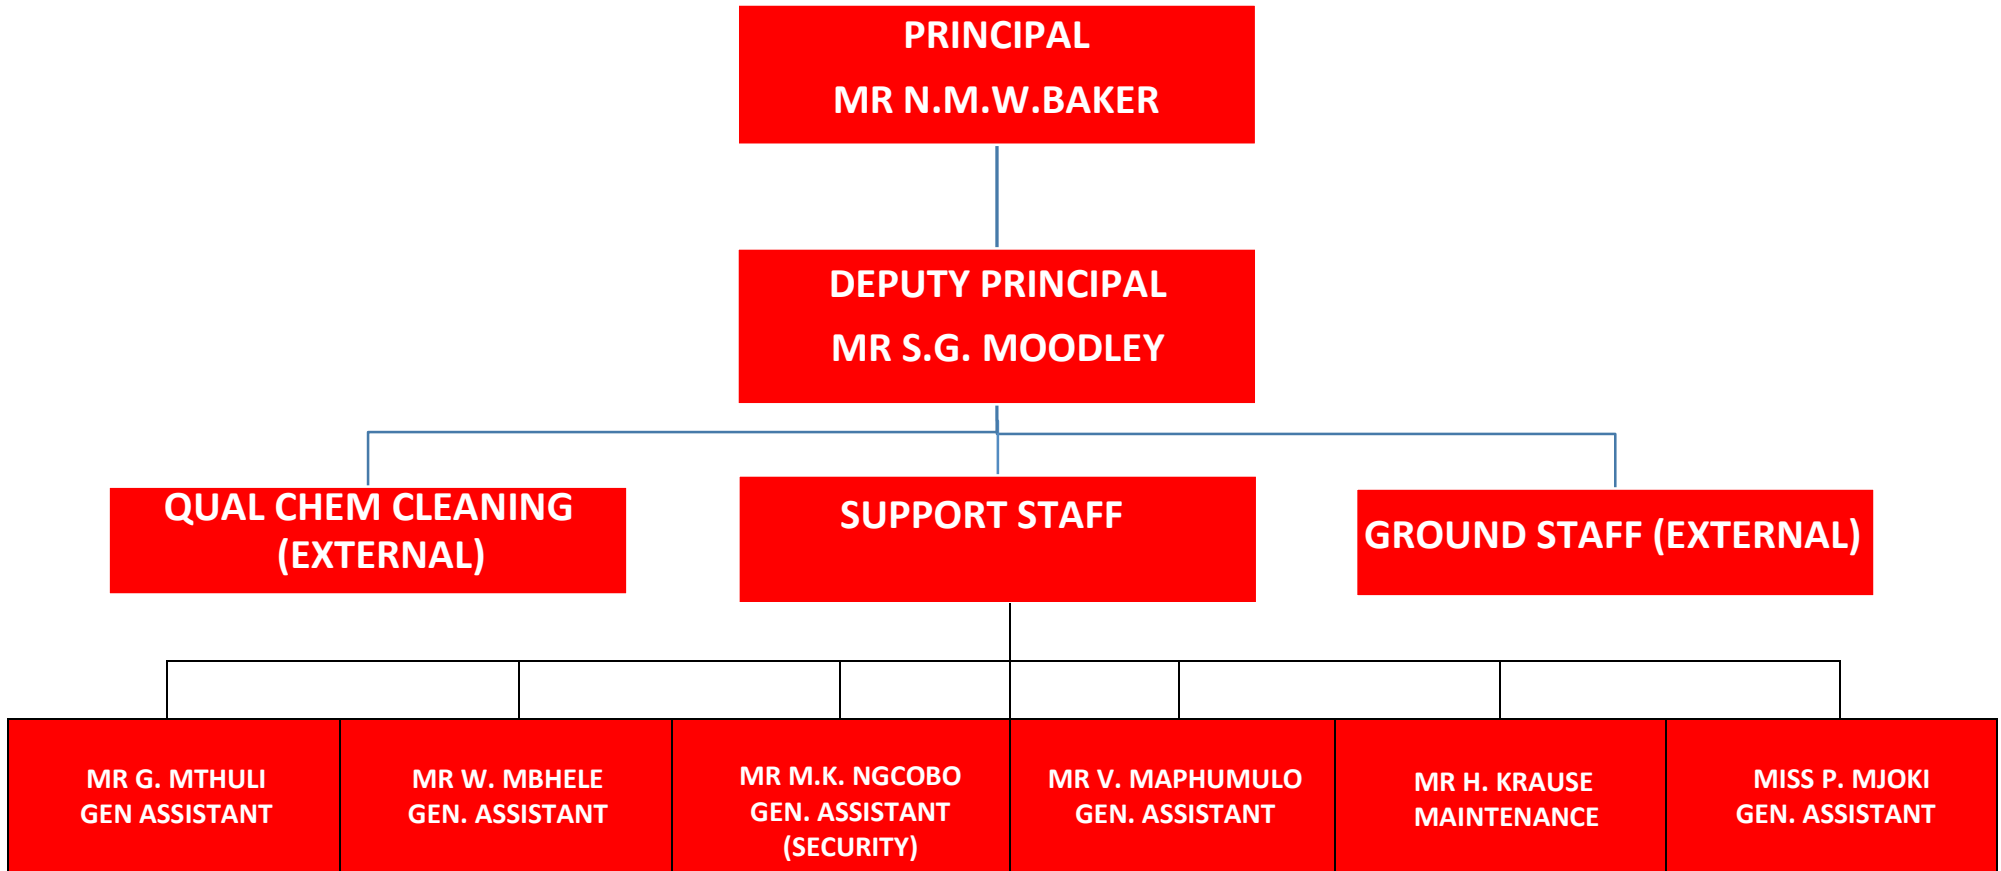 PRINCIPAL
MR N.M.W.BAKER
DEPUTY PRINCIPAL
MR S.G. MOODLEY
QUAL CHEM CLEANING
(EXTERNAL)
SUPPORT STAFF
GROUND STAFF (EXTERNAL)
MR G. MTHULI
GEN ASSISTANT
MR W. MBHELE
GEN. ASSISTANT
MR M.K. NGCOBO
GEN. ASSISTANT
(SECURITY)
MR V. MAPHUMULO
GEN. ASSISTANT
MR H. KRAUSE
MAINTENANCE
MISS P. MJOKI
GEN. ASSISTANT